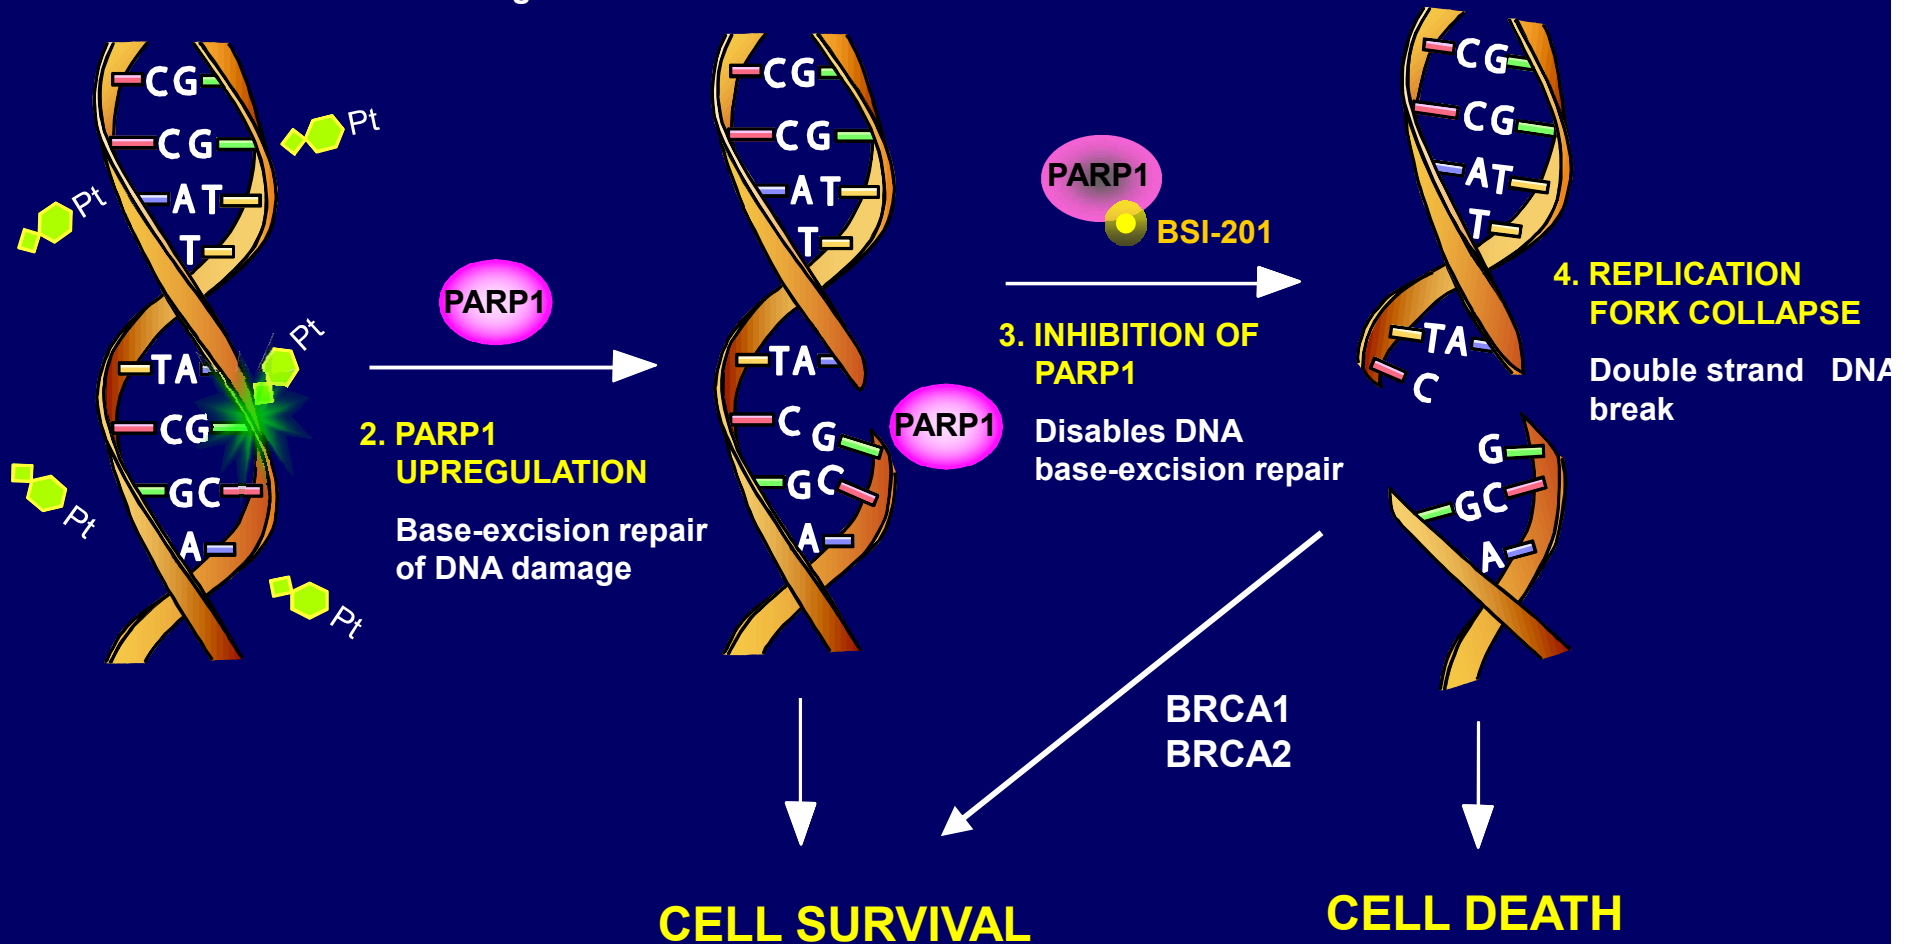 CG
CG
AT
T
TA
CG
GC
A
Pt
Pt
Pt
Pt
Pt
PARP1
2. PARP1
UPREGULATION
Base-excision repair
of DNA damage
CG
CG
AT
T
TA
C
G
GC
A
PARP1
PARP1
BSI-201
3. INHIBITION OF
PARP1
Disables DNA
base-excision repair
CG
CG
AT
T
TA
C
G
GC
A
4. REPLICATION
FORK COLLAPSE
Double strand DNA
break
BRCA1
BRCA2
CELL SURVIVAL
CELL DEATH